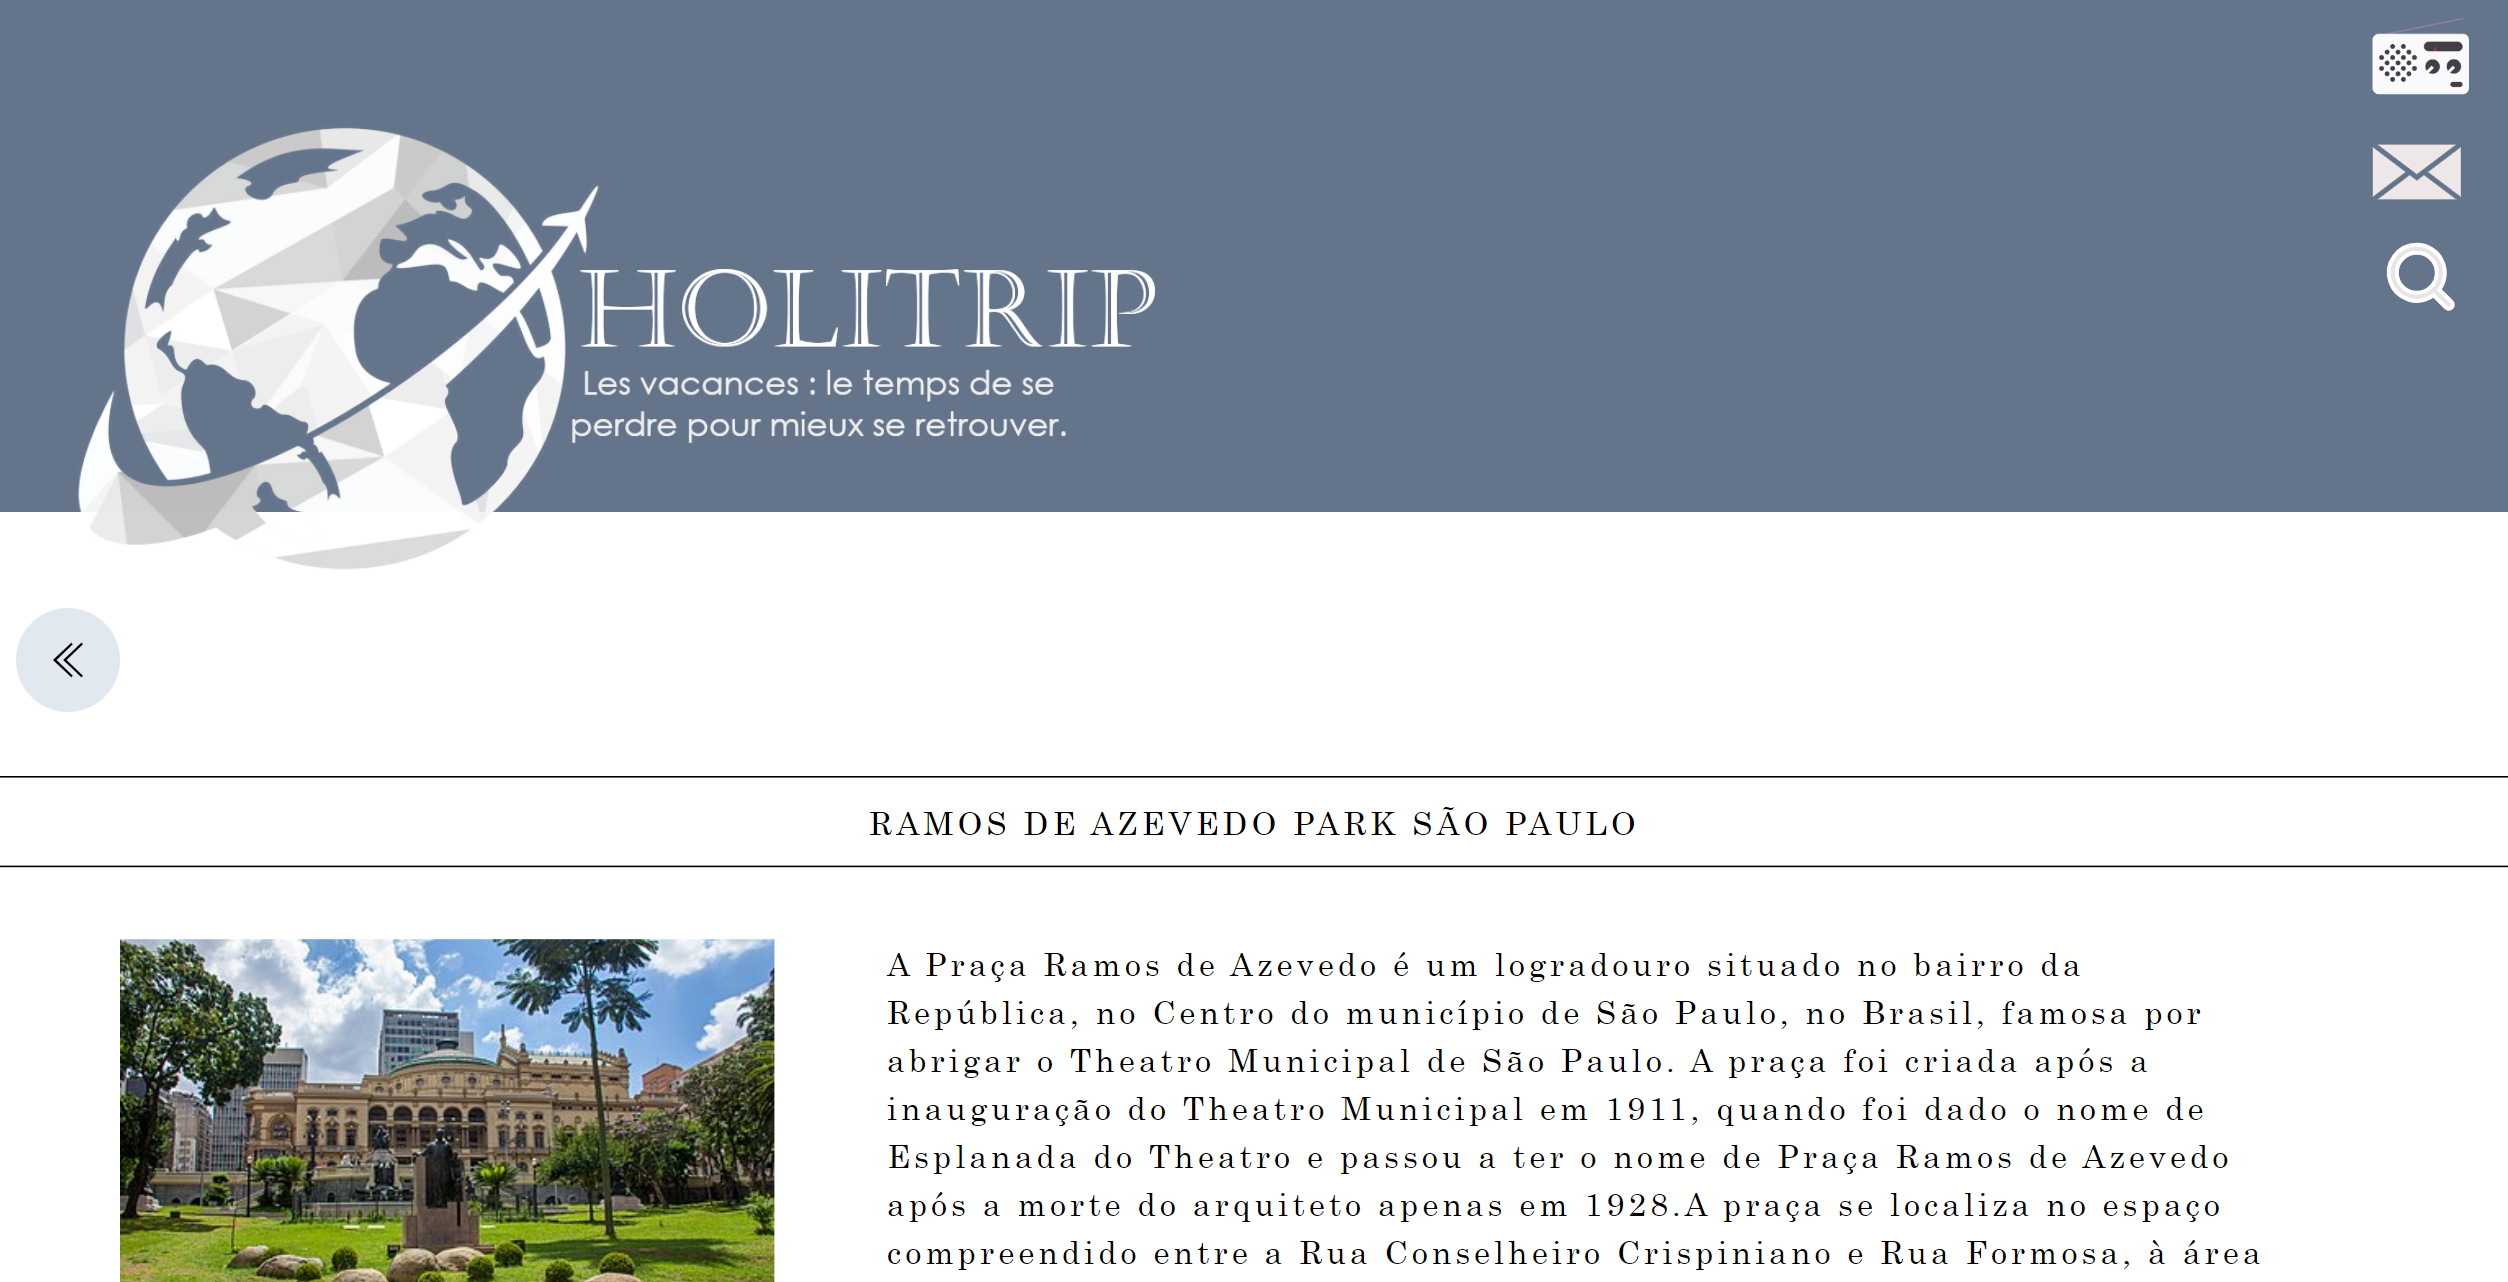 HOLITRIP
Les vacances : le temps de se
perdre pour mieux se retrouver.
RAMOS DE AZEVEDO PARK SÃO PAULO
A Praça Ramos de Azevedo é um logradouro situado no bairro da
República, no Centro do município de São Paulo, no Brasil, famosa por
abrigar o Theatro Municipal de São Paulo. A praça foi criada após a
inauguração do Theatro Municipal em 1911, quando foi dado o nome de
Esplanada do Theatro e passou a ter o nome de Praça Ramos de Azevedo
após a morte do arquiteto apenas em 1928.A praça se localiza no espaço
compreendido entre a Rua Conselheiro Crispiniano e Rua Formosa, à área